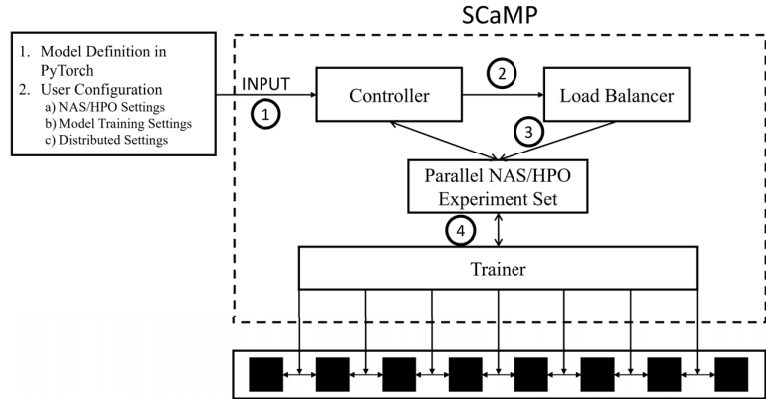 SCaMP
1. Model Definition in
PyTorch
2. User Configuration
a) NAS/HPO Settings
b) Model Training Settings
c) Distributed Settings
INPUT
1
Controller
2
Load Balancer
3
Parallel NAS/HPO
Experiment Set
4
Trainer